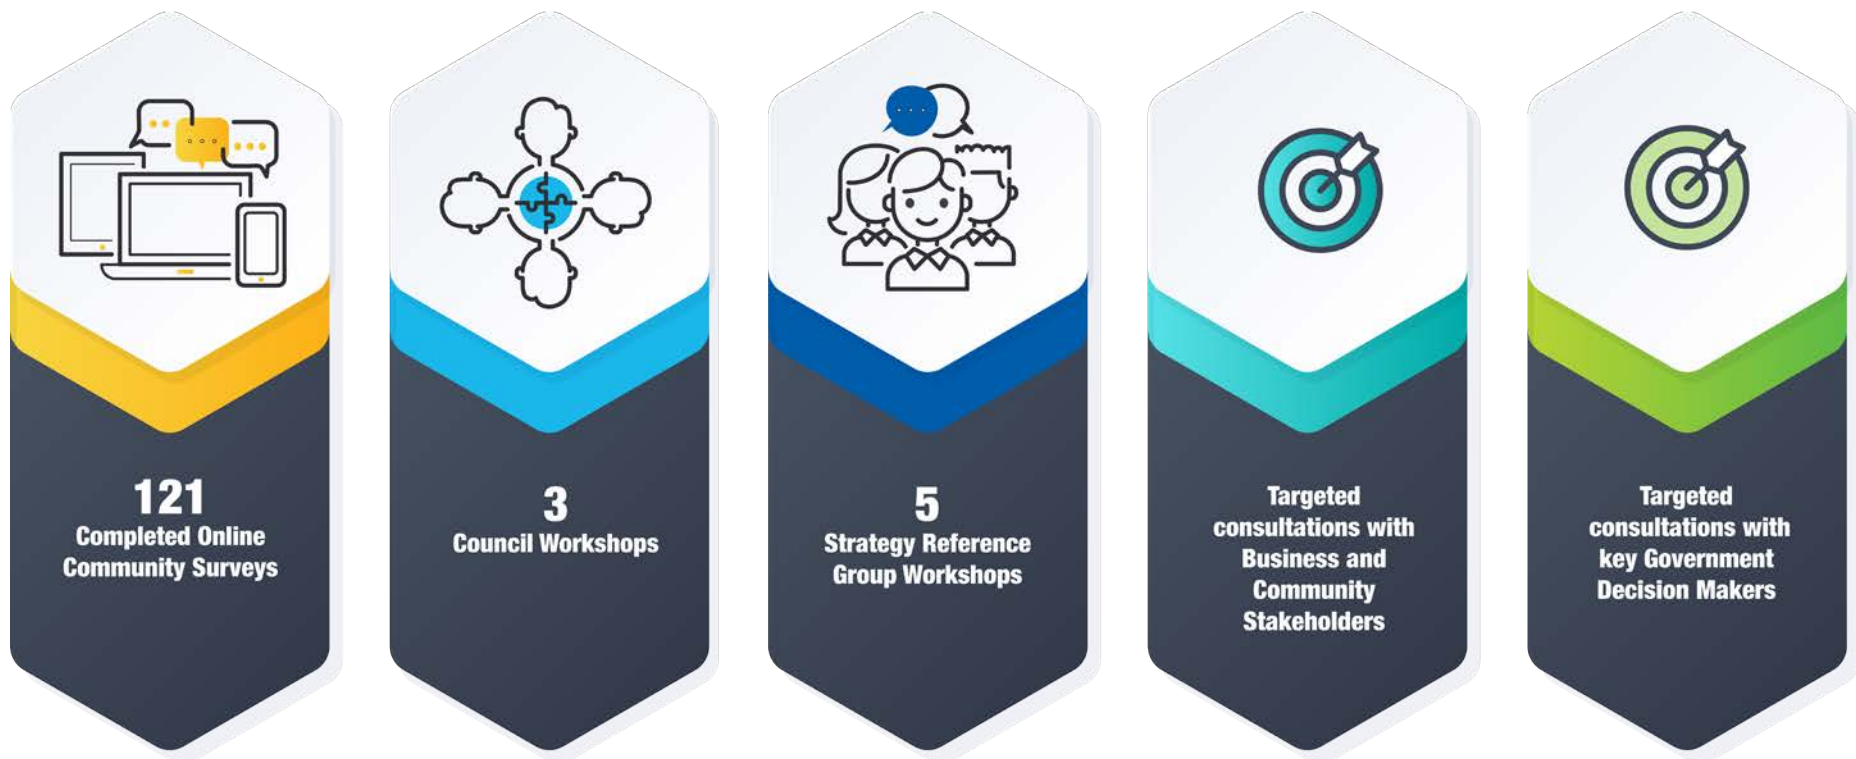 121
Completed Online
Community Surveys
3
Council Workshops
5
Strategy Reference
Group Workshops
Targeted
consultations with
Business and
Community
Stakeholders
Targeted
consultations with
key Government
Decision Makers